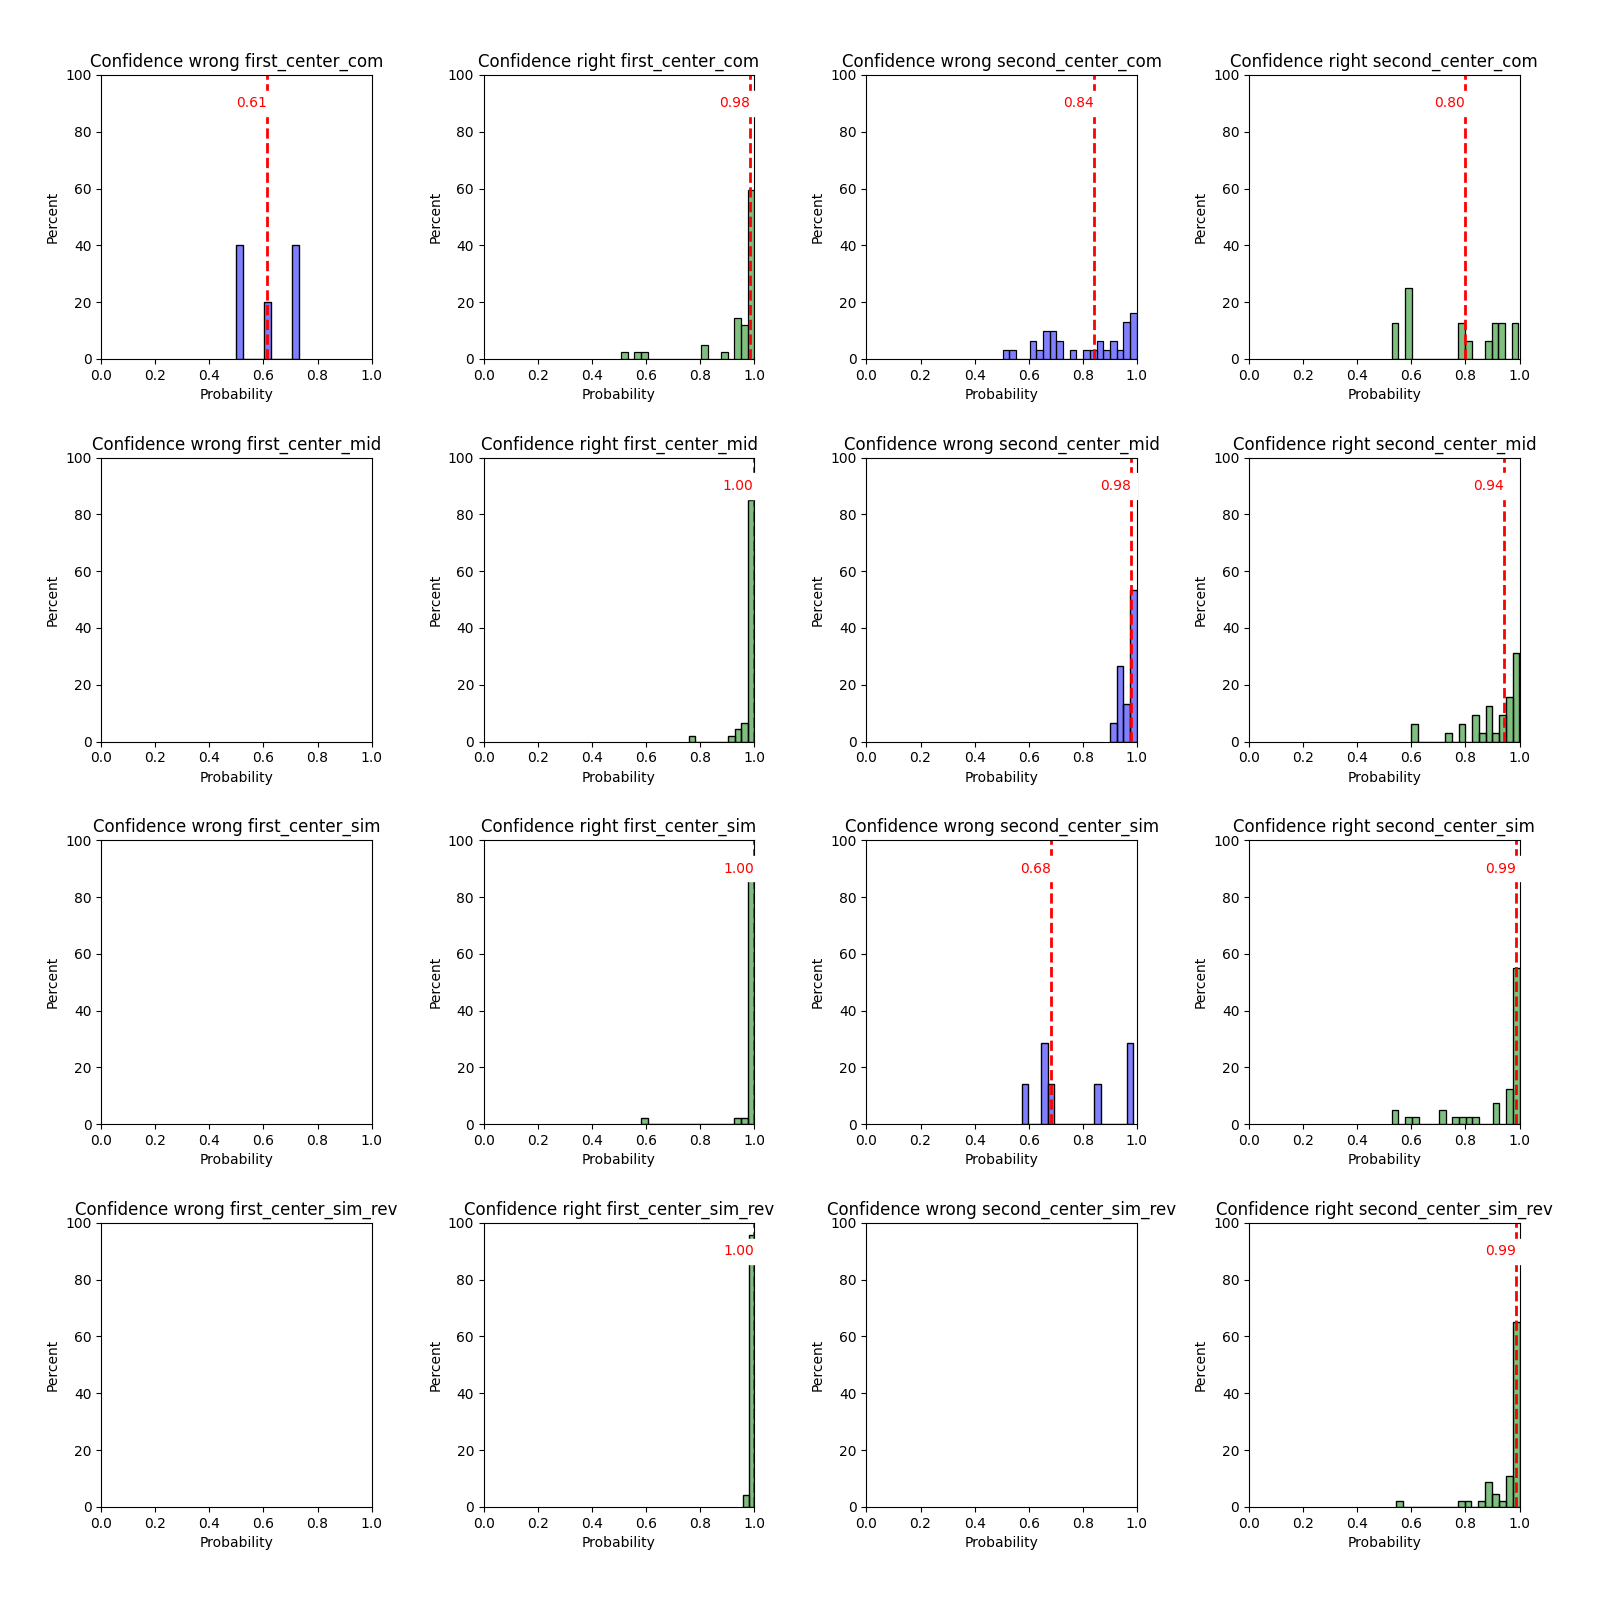 Confidence wrong first_center_com
100
80
60
40
20
0
Percent
0.61
0.0 0.2 0.4 0.6 0.8 1.0
Probability
Confidence right first_center_com
100
80
60
40
20
0
Percent
0.98
0.0 0.2 0.4 0.6 0.8 1.0
Probability
Confidence wrong second_center_com
100
80
60
40
20
0
Percent
0.84
0.0 0.2 0.4 0.6 0.8 1.0
Probability
Confidence right second_center_com
100
80
60
40
20
0
Percent
0.80
0.0 0.2 0.4 0.6 0.8 1.0
Probability
Confidence wrong first_center_mid
100
80
60
40
20
0
Percent
0.0 0.2 0.4 0.6 0.8 1.0
Probability
Confidence right first_center_mid
100
80
60
40
20
0
Percent
1.00
0.0 0.2 0.4 0.6 0.8 1.0
Probability
Confidence wrong second_center_mid
100
80
60
40
20
0
Percent
0.98
0.0 0.2 0.4 0.6 0.8 1.0
Probability
Confidence right second_center_mid
100
80
60
40
20
0
Percent
0.94
0.0 0.2 0.4 0.6 0.8 1.0
Probability
Confidence wrong first_center_sim
100
80
60
40
20
0
Percent
0.0 0.2 0.4 0.6 0.8 1.0
Probability
Confidence right first_center_sim
100
80
60
40
20
0
Percent
1.00
0.0 0.2 0.4 0.6 0.8 1.0
Probability
Confidence wrong second_center_sim
100
80
60
40
20
0
Percent
0.68
0.0 0.2 0.4 0.6 0.8 1.0
Probability
Confidence right second_center_sim
100
80
60
40
20
0
Percent
0.99
0.0 0.2 0.4 0.6 0.8 1.0
Probability
Confidence wrong first_center_sim_rev
100
80
60
40
20
0
Percent
0.0 0.2 0.4 0.6 0.8 1.0
Probability
Confidence right first_center_sim_rev
100
80
60
40
20
0
Percent
1.00
0.0 0.2 0.4 0.6 0.8 1.0
Probability
Confidence wrong second_center_sim_rev
100
80
60
40
20
0
Percent
0.0 0.2 0.4 0.6 0.8 1.0
Probability
Confidence right second_center_sim_rev
100
80
60
40
20
0
Percent
0.99
0.0 0.2 0.4 0.6 0.8 1.0
Probability